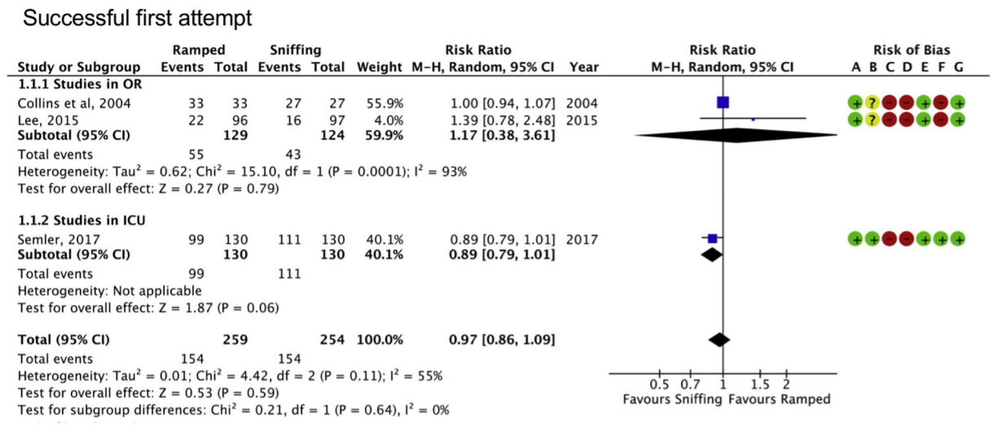 Successful first attempt
Ramped Sniffing Risk Ratio Risk Ratio Risk of Bias
Study or Subgroup Events Total Events Total Weight M-H, Random, 95% CI Year M-H, Random, 95% CI A B C D E F G
1.1.1 Studies in OR
Collins et al, 2004 33 33 27 27 55.9% 1.00 [0.94, 1.07] 2004 + ? - - + - +
Lee, 2015 22 96 16 97 4.0% 1.39 [0.78, 2.48] 2015 + ? - - + - +
Subtotal (95% CI) 129 124 59.9% 1.17 [0.38, 3.61]
Total events 55 43
Heterogeneity: Tau² = 0.62; Chi² = 15.10, df = 1 (P = 0.0001); I² = 93%
Test for overall effect: Z = 0.27 (P = 0.79)
1.1.2 Studies in ICU
Semler, 2017 99 130 111 130 40.1% 0.89 [0.79, 1.01] 2017 + + - - + + +
Subtotal (95% CI) 130 130 40.1% 0.89 [0.79, 1.01]
Total events 99 111
Heterogeneity: Not applicable
Test for overall effect: Z = 1.87 (P = 0.06)
Total (95% CI) 259 254 100.0% 0.97 [0.86, 1.09]
Total events 154 154
Heterogeneity: Tau² = 0.01; Chi² = 4.42, df = 2 (P = 0.11); I² = 55%
Test for overall effect: Z = 0.53 (P = 0.59)
Test for subgroup differences: Chi² = 0.21, df = 1 (P = 0.64), I² = 0%
0.5 0.7 1 1.5 2
Favours Sniffing Favours Ramped